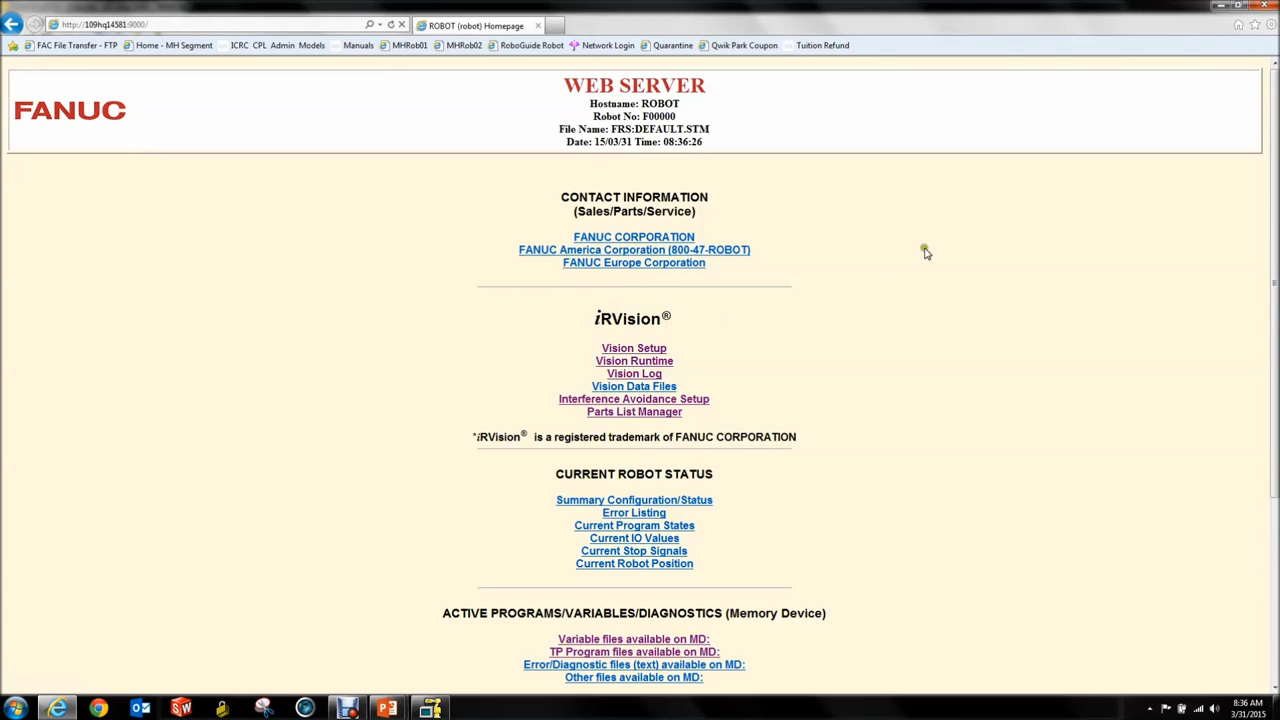 http://109hq14581:9000/
ROBOT (robot) Homepage
FAC File Transfer - FTP
Home - MH Segment
ICRC CPL Admin Models
Manuals
MHRob01
MHRob02
RoboGuide Robot
Network Login
Quarantine
Qwik Park Coupon
Tuition Refund
FANUC
WEB SERVER
Hostname: ROBOT
Robot No: F00000
File Name: FRS:DEFAULT.STM
Date: 15/03/31 Time: 08:36:26
CONTACT INFORMATION
(Sales/Parts/Service)
FANUC CORPORATION
FANUC America Corporation (800-47-ROBOT)
FANUC Europe Corporation
iRVision®
Vision Setup
Vision Runtime
Vision Log
Vision Data Files
Interference Avoidance Setup
Parts List Manager
*iRVision® is a registered trademark of FANUC CORPORATION
CURRENT ROBOT STATUS
Summary Configuration/Status
Error Listing
Current Program States
Current IO Values
Current Stop Signals
Current Robot Position
ACTIVE PROGRAMS/VARIABLES/DIAGNOSTICS (Memory Device)
Variable files available on MD:
TP Program files available on MD:
Error/Diagnostic files (text) available on MD:
Other files available on MD:
8:36 AM
3/31/2015